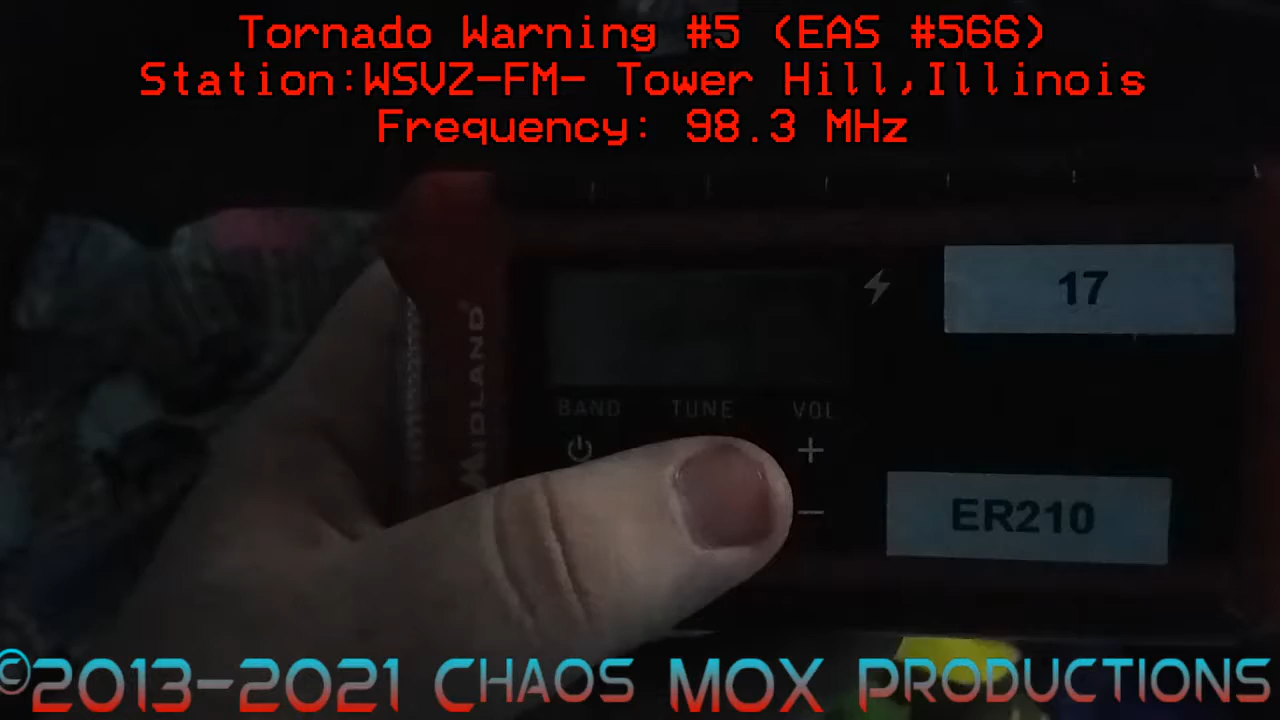 Tornado Warning #5 (EAS #566)
Station:WSVZ-FM- Tower Hill,Illinois
Frequency: 98.3 MHz
17
MIDLAND
BAND TUNE VOL
+
-
ER210
©2013-2021 Chaos Mox Productions